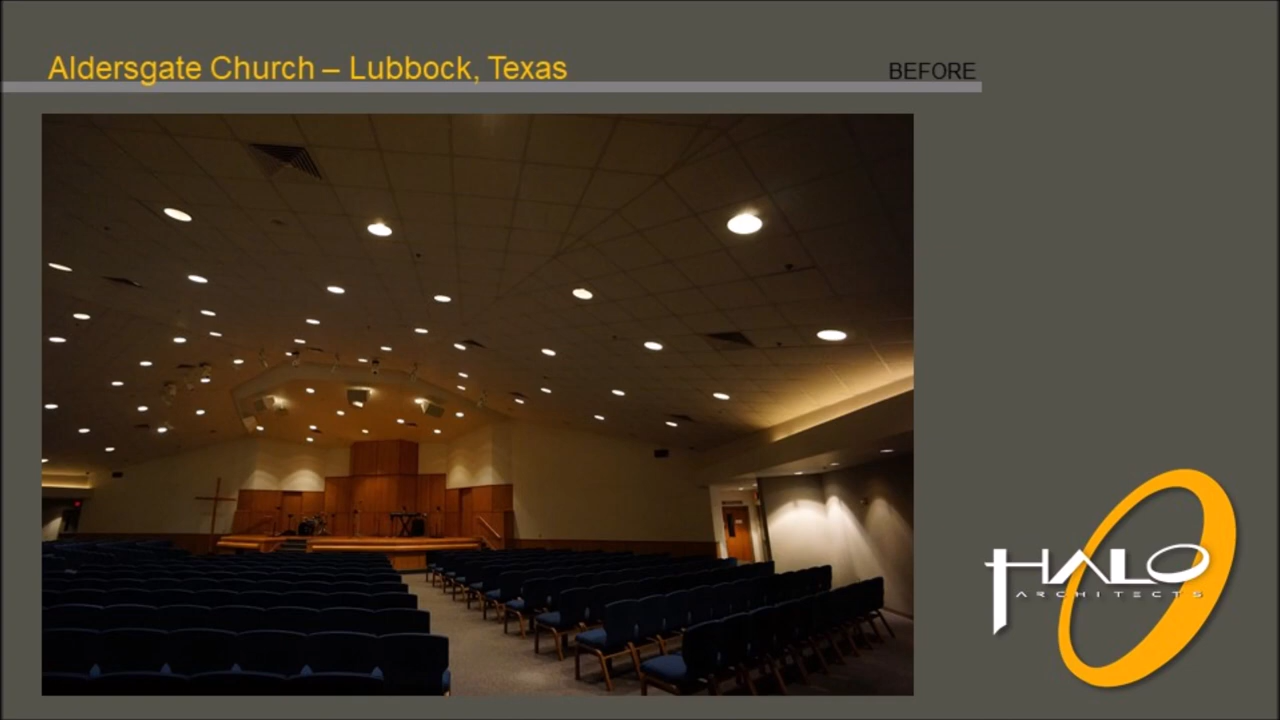 Aldersgate Church – Lubbock, Texas
BEFORE
HALO
ARCHITECTS